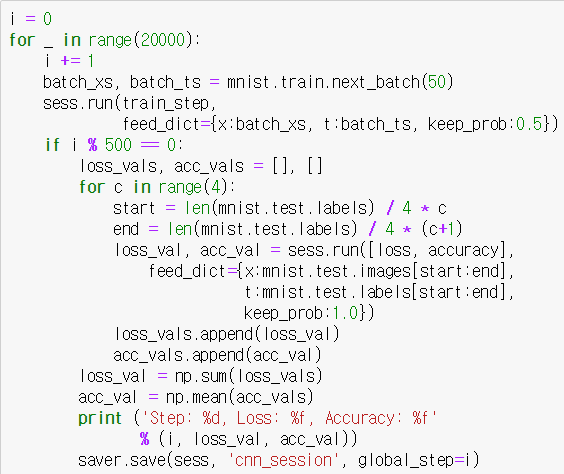 i = 0
for _ in range(20000):
    i += 1
    batch_xs, batch_ts = mnist.train.next_batch(50)
    sess.run(train_step,
             feed_dict={x:batch_xs, t:batch_ts, keep_prob:0.5})
    if i % 500 == 0:
        loss_vals, acc_vals = [], []
        for c in range(4):
            start = len(mnist.test.labels) / 4 * c
            end = len(mnist.test.labels) / 4 * (c+1)
            loss_val, acc_val = sess.run([loss, accuracy],
                feed_dict={x:mnist.test.images[start:end],
                           t:mnist.test.labels[start:end],
                           keep_prob:1.0})
            loss_vals.append(loss_val)
            acc_vals.append(acc_val)
        loss_val = np.sum(loss_vals)
        acc_val = np.mean(acc_vals)
        print ('Step: %d, Loss: %f, Accuracy: %f'
               % (i, loss_val, acc_val))
        saver.save(sess, 'cnn_session', global_step=i)